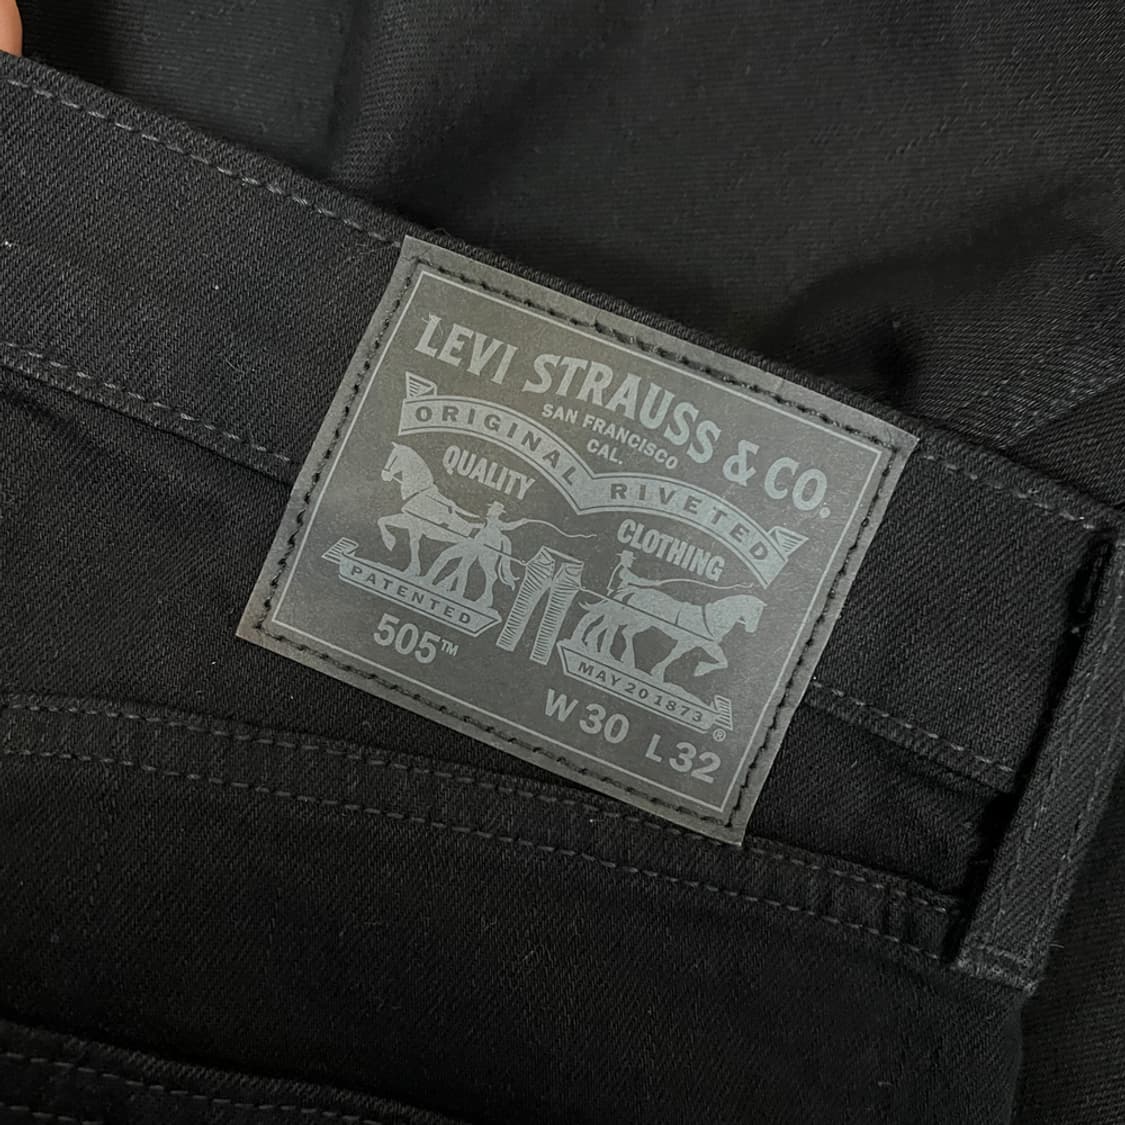 LEVI STRAUSS & CO.
SAN FRANCISCO
CAL.
ORIGINAL RIVETED
QUALITY
CLOTHING
PATENTED
MAY 20 1873
505™
W 30 L 32
®